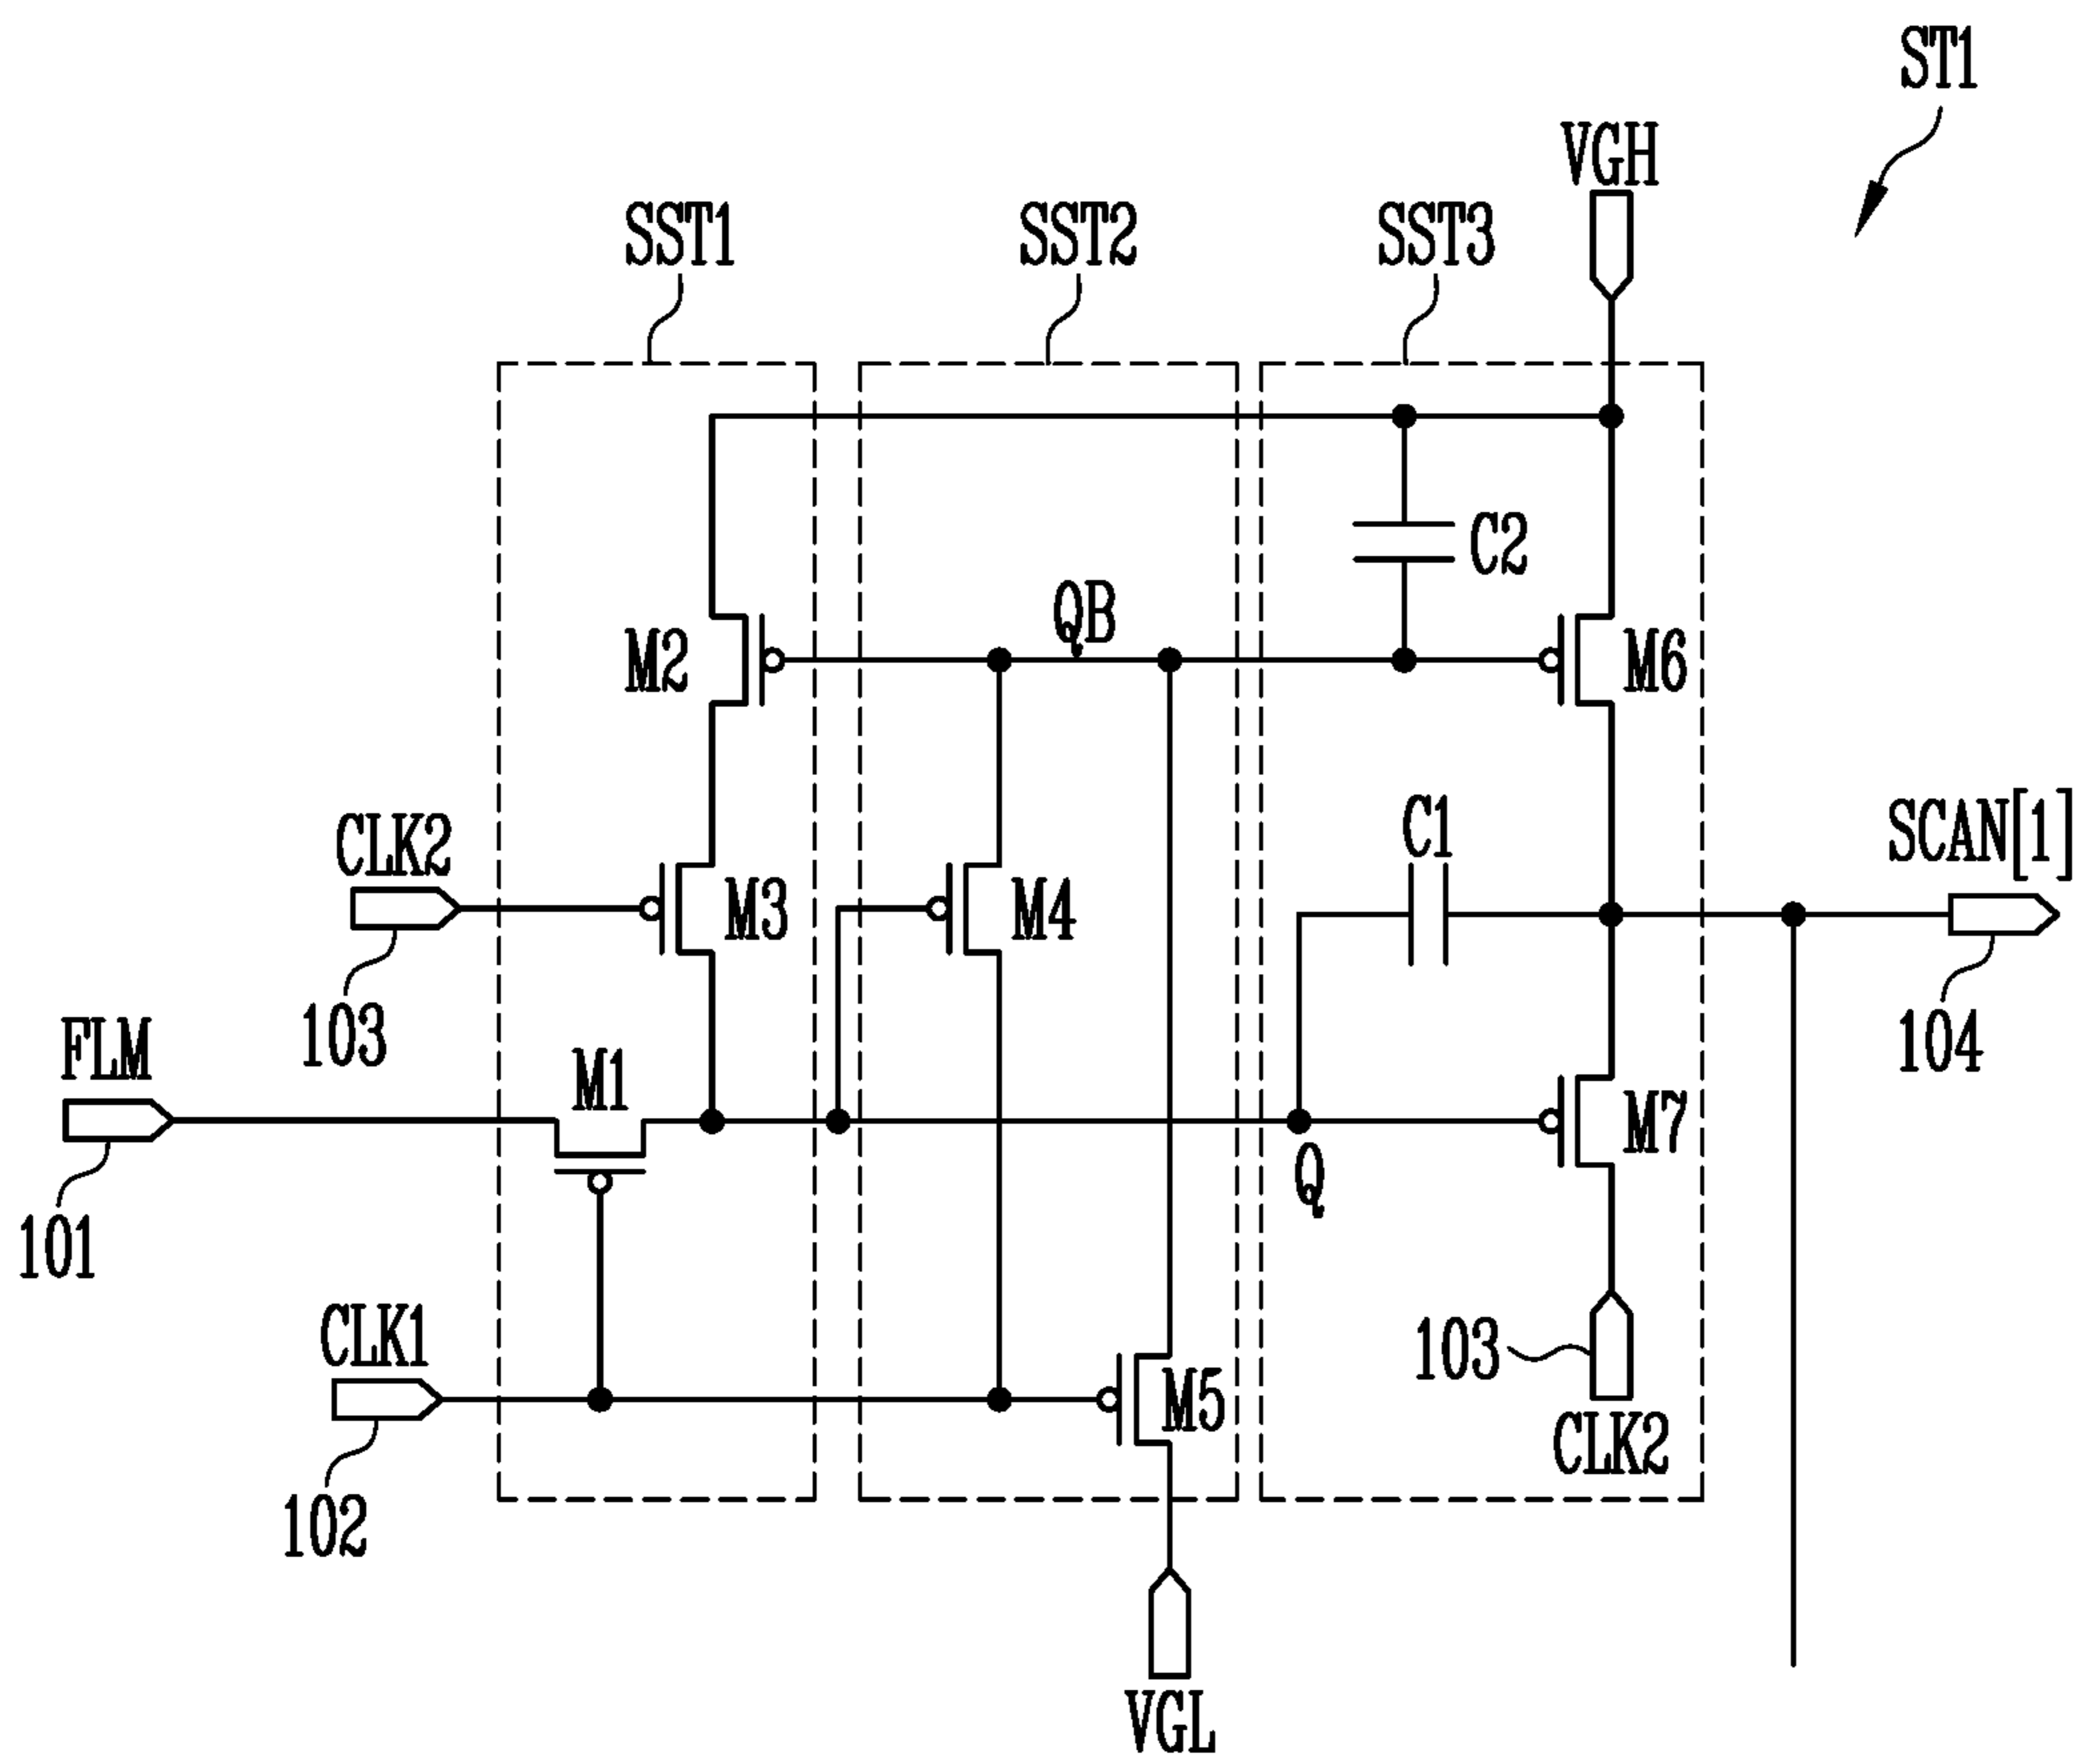 ST1
VGH
SST1
SST2
SST3
C2
QB
M2
M6
CLK2
C1
SCAN[1]
M3
M4
103
FLM
104
M1
M7
Q
101
CLK1
103
M5
CLK2
102
VGL